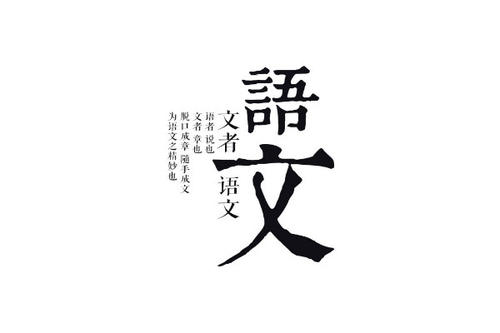 語文
文者 语文
语者 说也
文者 章也
脱口成章 随手成文
为语文之精妙也